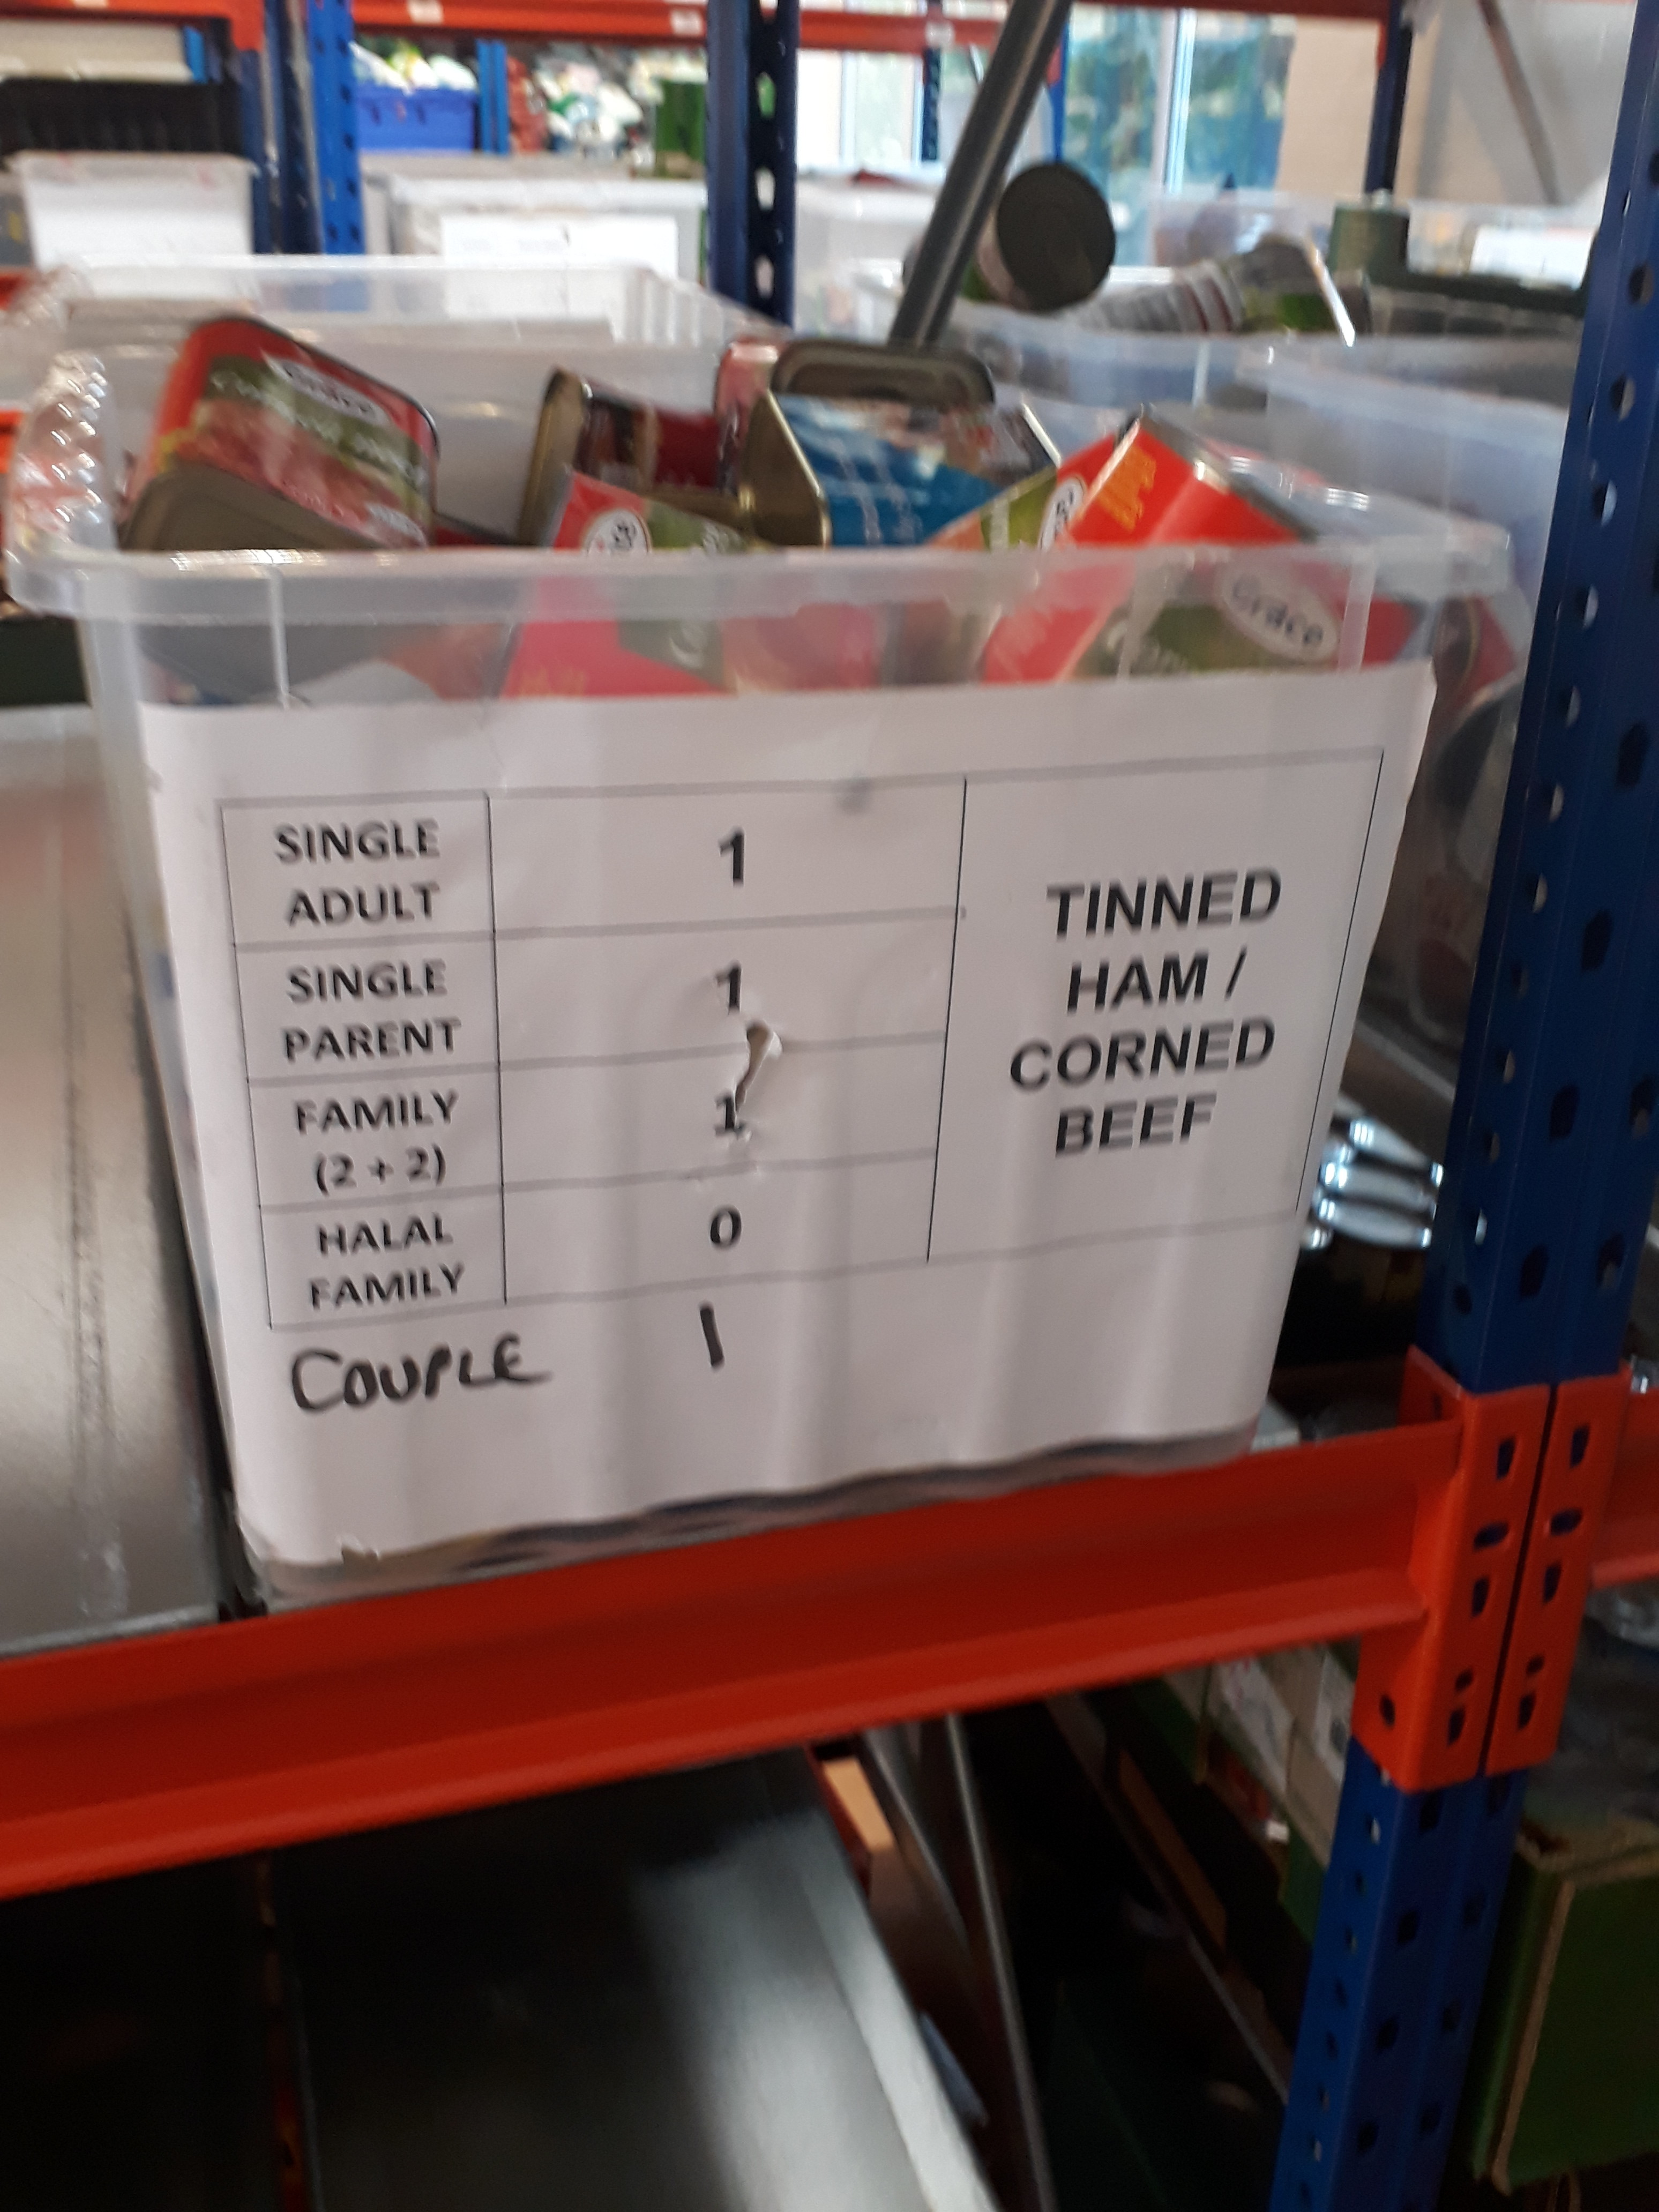 Grace
Grace
SINGLE
ADULT
1
SINGLE
PARENT
1
FAMILY
(2 + 2)
1
HALAL
FAMILY
0
TINNED
HAM /
CORNED
BEEF
COUPLE 1